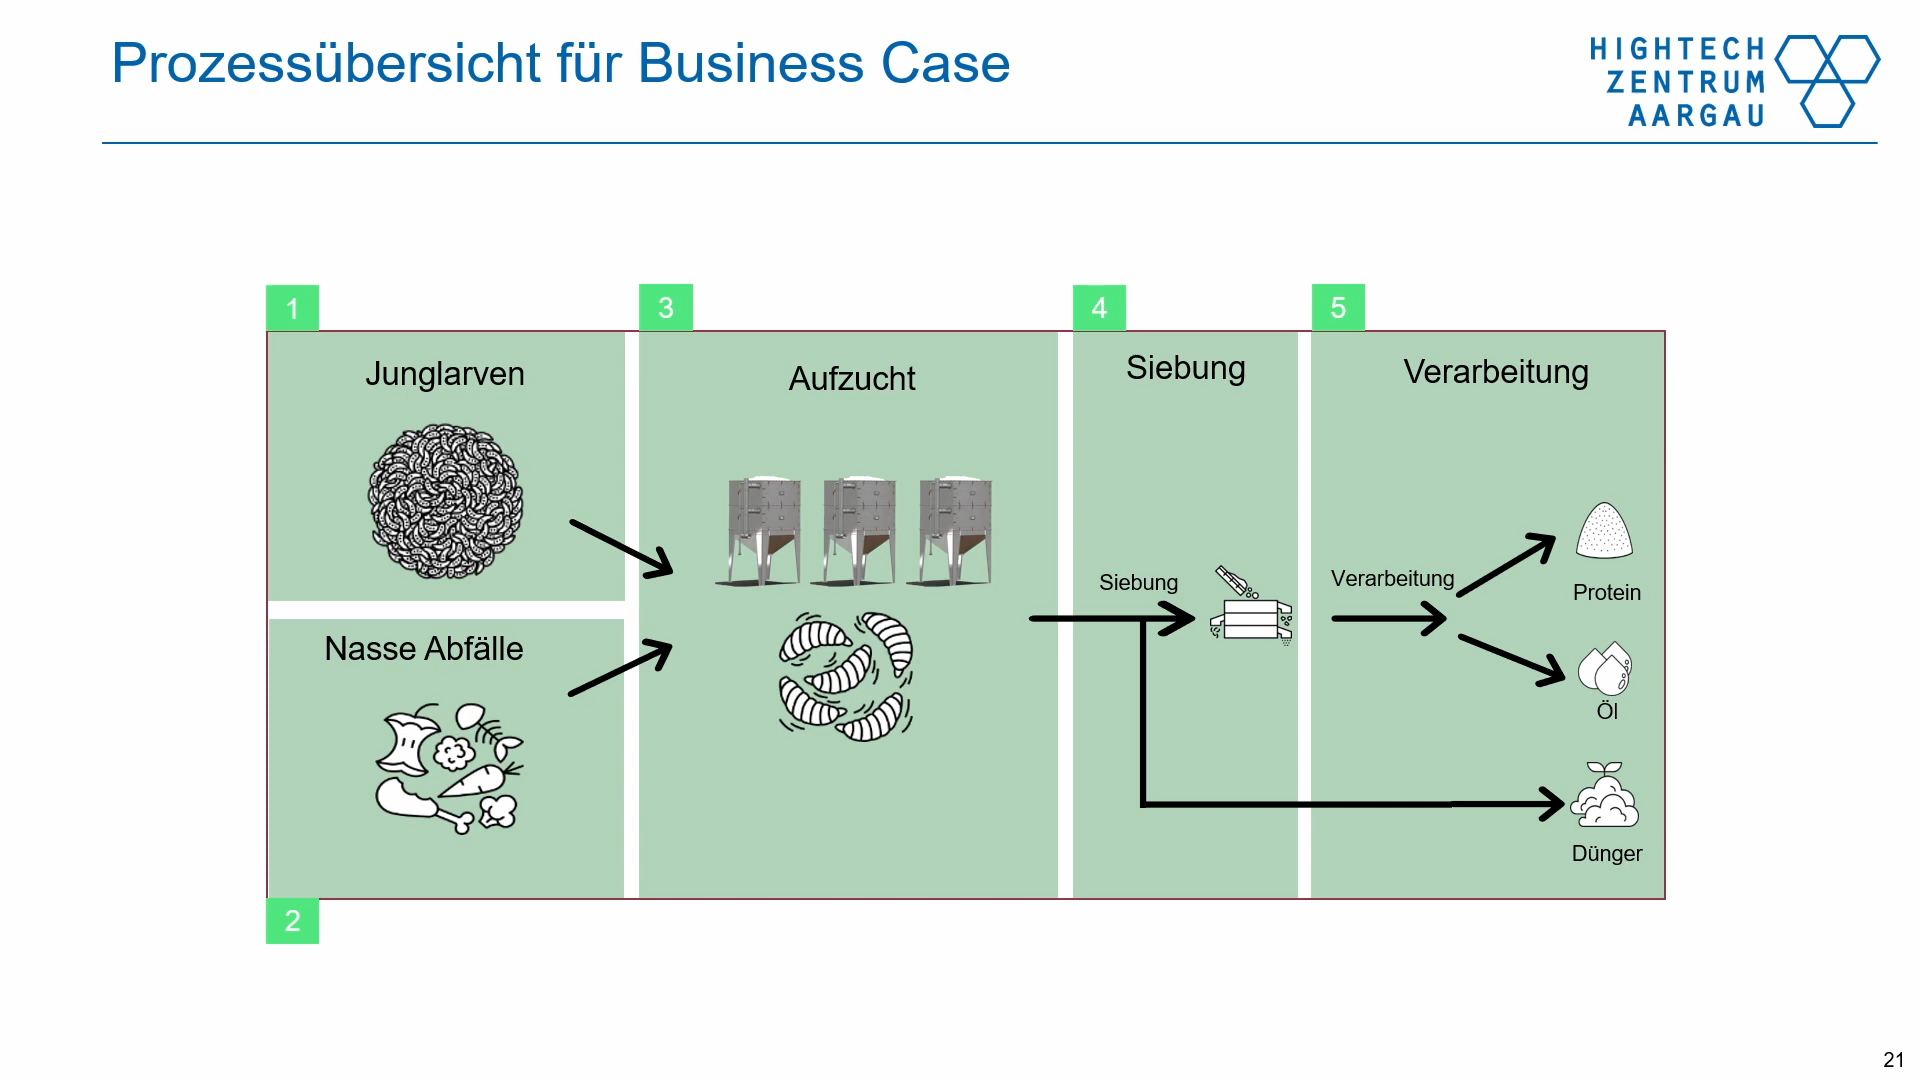 Prozessübersicht für Business Case
HIGHTECH
ZENTRUM
AARGAU
1
3
4
5
Junglarven
Aufzucht
Siebung
Verarbeitung
Siebung
Verarbeitung
Protein
Nasse Abfälle
Öl
Dünger
2
21